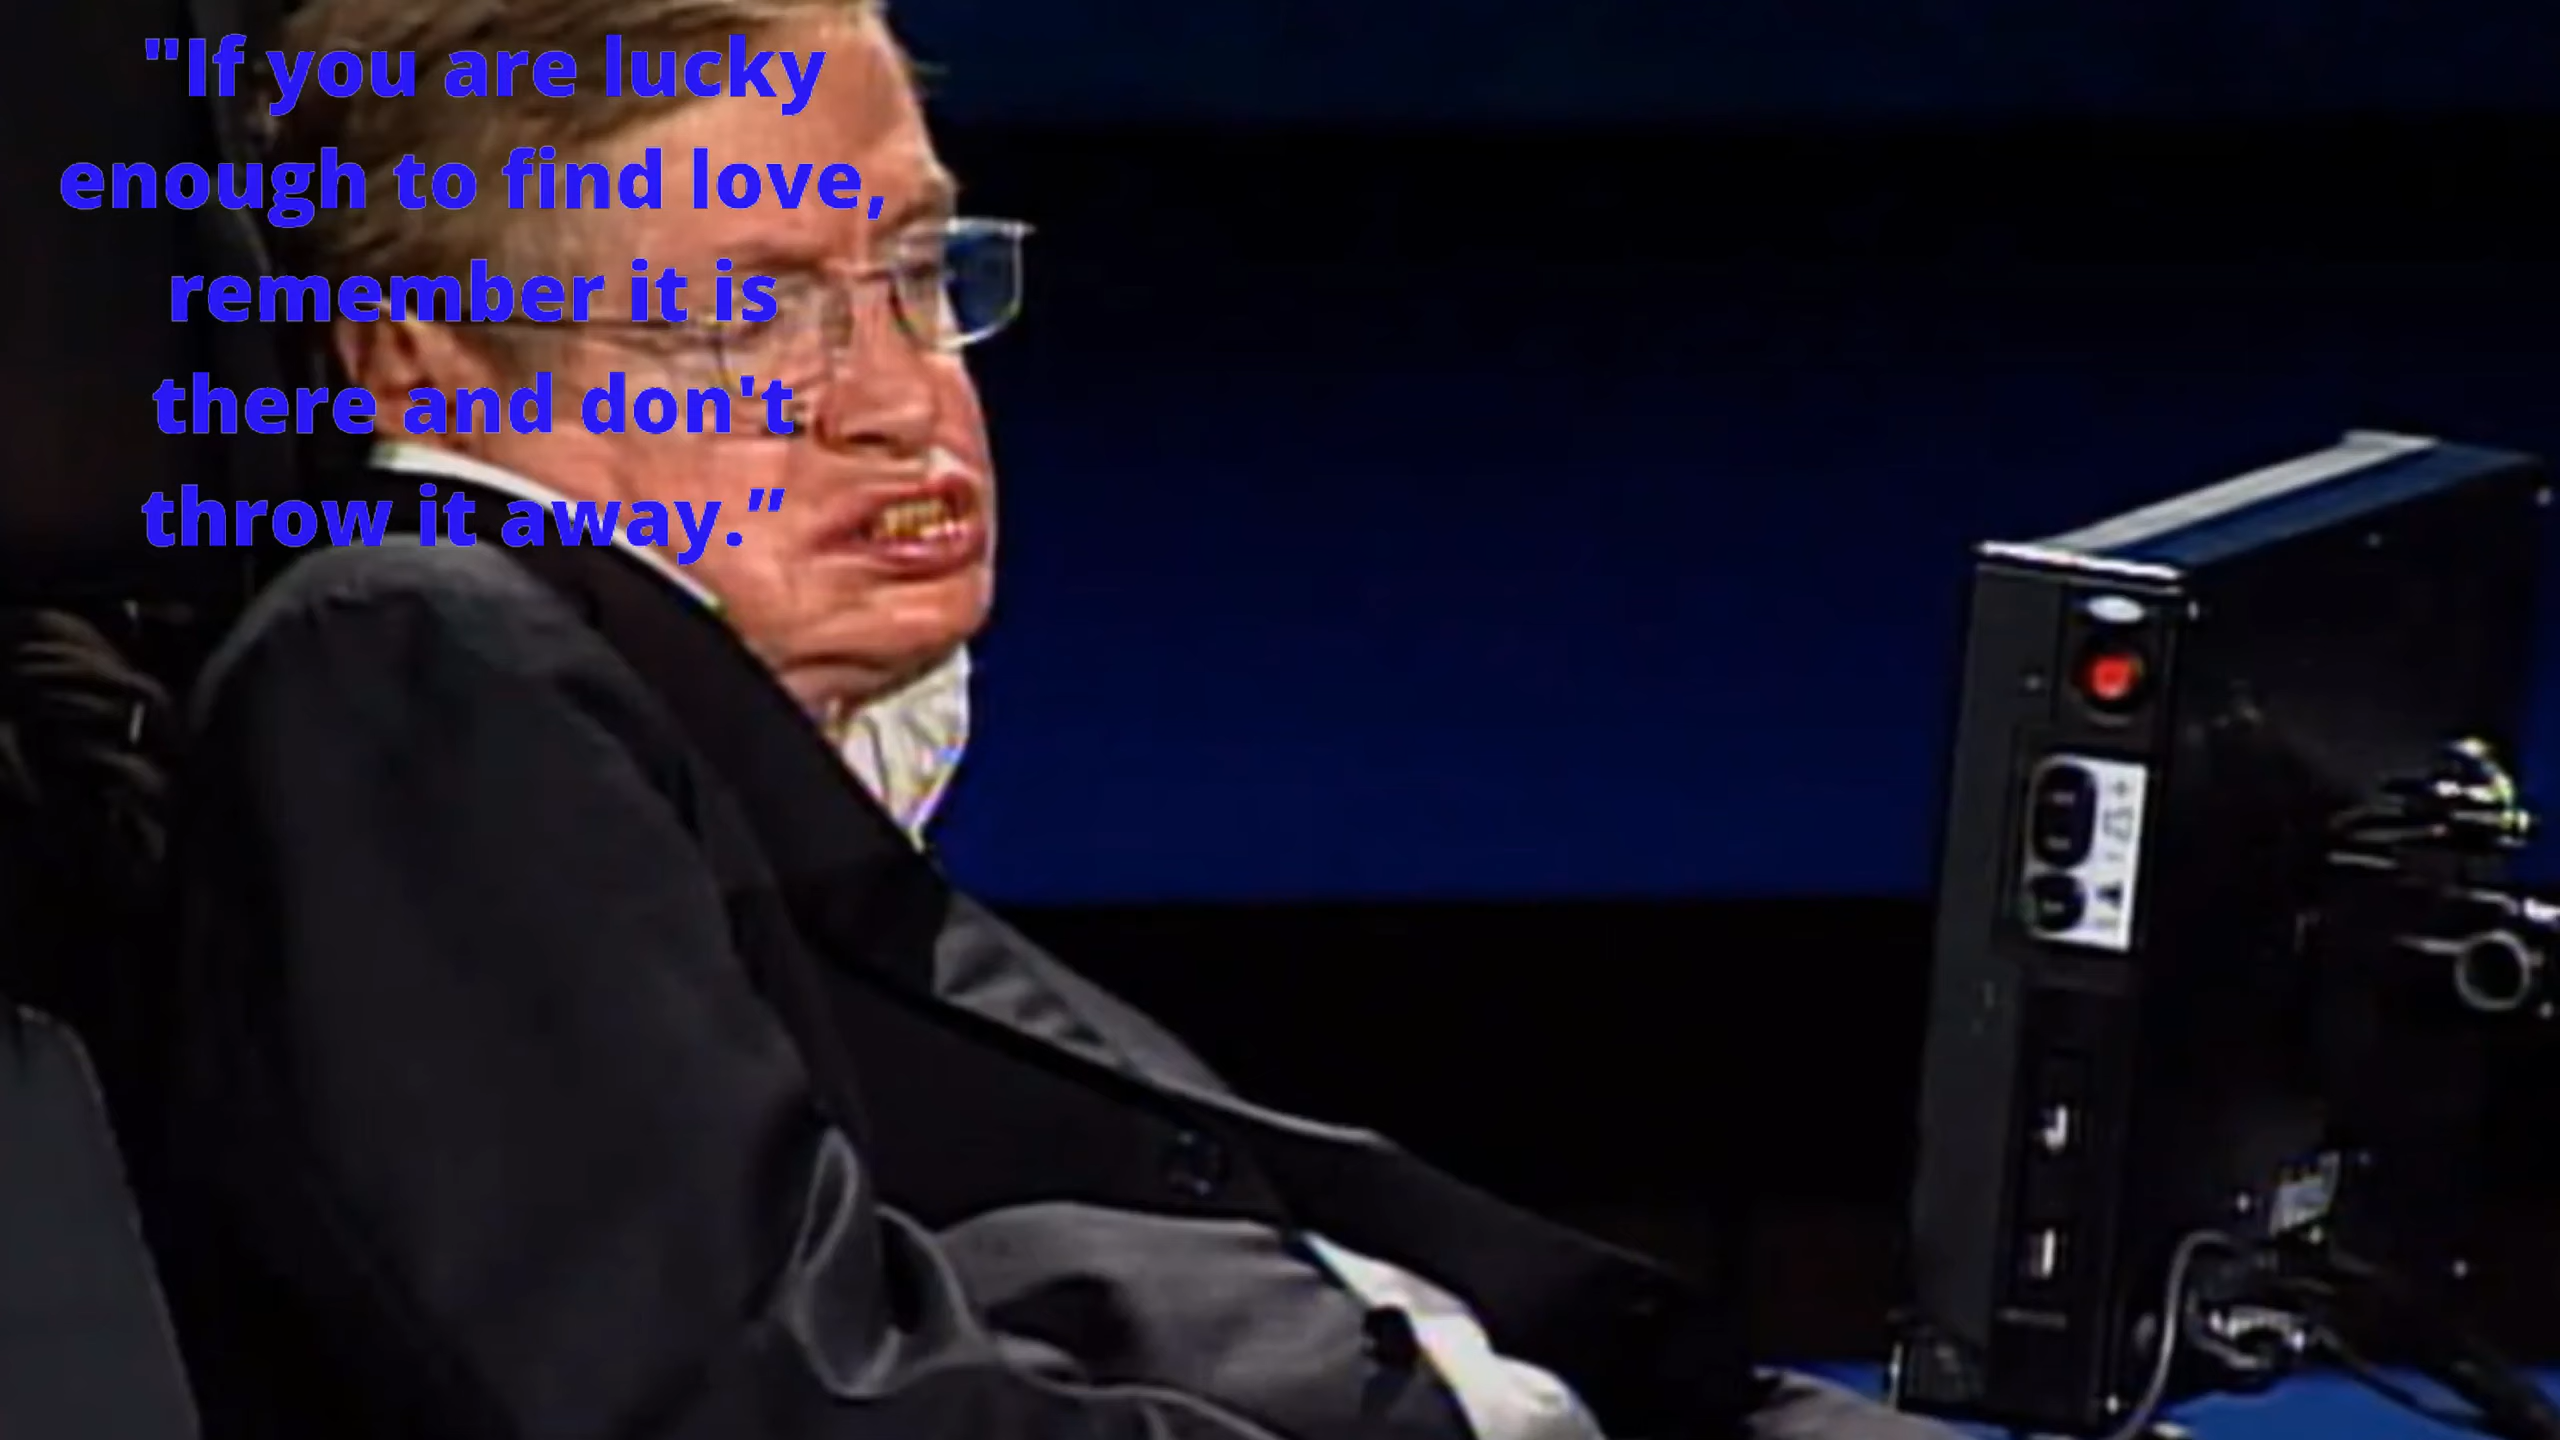 "If you are lucky
enough to find love,
remember it is
there and don't
throw it away.”